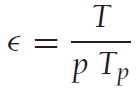 ϵ = T / (p T_p)